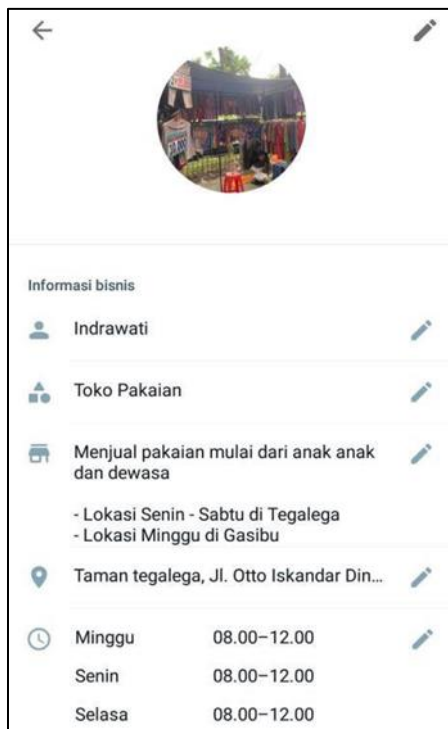 Informasi bisnis
Indrawati
Toko Pakaian
Menjual pakaian mulai dari anak anak
dan dewasa
- Lokasi Senin - Sabtu di Tegalega
- Lokasi Minggu di Gasibu
Taman tegalega, Jl. Otto Iskandar Din...
Minggu 08.00–12.00
Senin 08.00–12.00
Selasa 08.00–12.00